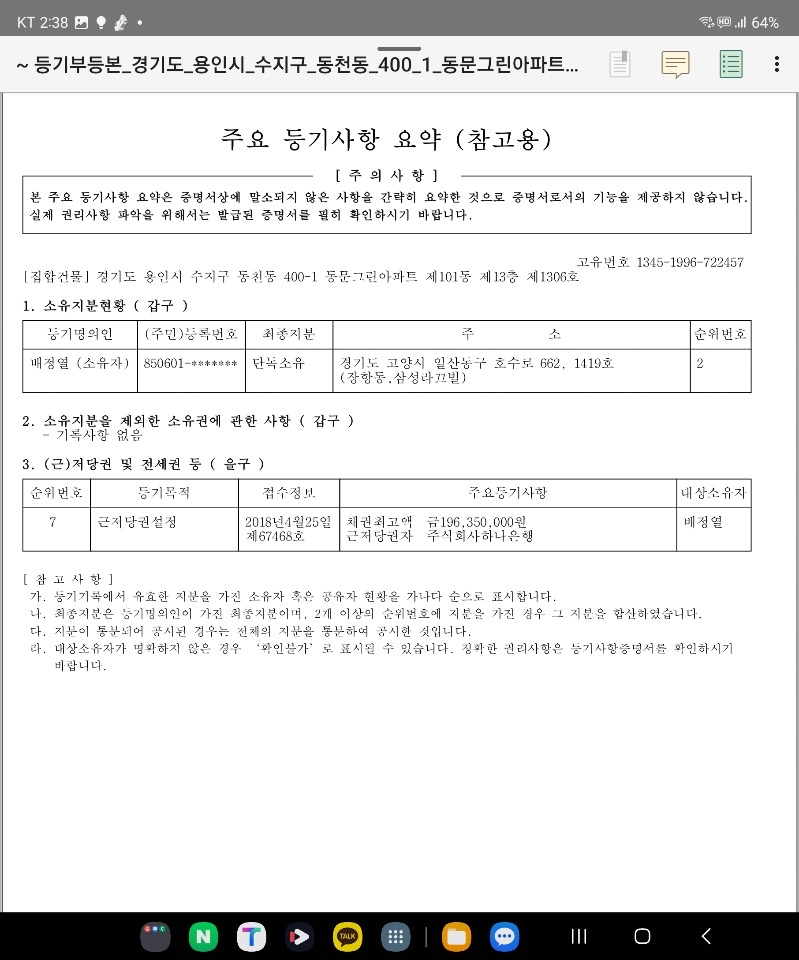 KT 2:38
64%
~ 등기부등본_경기도_용인시_수지구_동천동_400_1_동문그린아파트...
주요 등기사항 요약 (참고용)
[ 주 의 사 항 ]
본 주요 등기사항 요약은 증명서상에 말소되지 않은 사항을 간략히 요약한 것으로 증명서로서의 기능을 제공하지 않습니다.
실제 권리사항 파악을 위해서는 발급된 증명서를 필히 확인하시기 바랍니다.
고유번호 1345-1996-722457
[집합건물] 경기도 용인시 수지구 동천동 400-1 동문그린아파트 제101동 제13층 제1306호
1. 소유지분현황 ( 갑구 )
등기명의인 (주민)등록번호 최종지분 주 소 순위번호
배정열 (소유자) 850601-******* 단독소유 경기도 고양시 일산동구 호수로 662, 1419호 2
(장항동,삼성라끄빌)
2. 소유지분을 제외한 소유권에 관한 사항 ( 갑구 )
- 기록사항 없음
3. (근)저당권 및 전세권 등 ( 을구 )
순위번호 등기목적 접수정보 주요등기사항 대상소유자
7 근저당권설정 2018년4월25일 채권최고액 금196,350,000원 배정열
제67468호 근저당권자 주식회사하나은행
[ 참 고 사 항 ]
가. 등기기록에서 유효한 지분을 가진 소유자 혹은 공유자 현황을 가나다 순으로 표시합니다.
나. 최종지분은 등기명의인이 가진 최종지분이며, 2개 이상의 순위번호에 지분을 가진 경우 그 지분을 합산하였습니다.
다. 지분이 통분되어 공시된 경우는 전체의 지분을 통분하여 공시한 것입니다.
라. 대상소유자가 명확하지 않은 경우 ‘확인불가’ 로 표시될 수 있습니다. 정확한 권리사항은 등기사항증명서를 확인하시기
바랍니다.
N T TALK